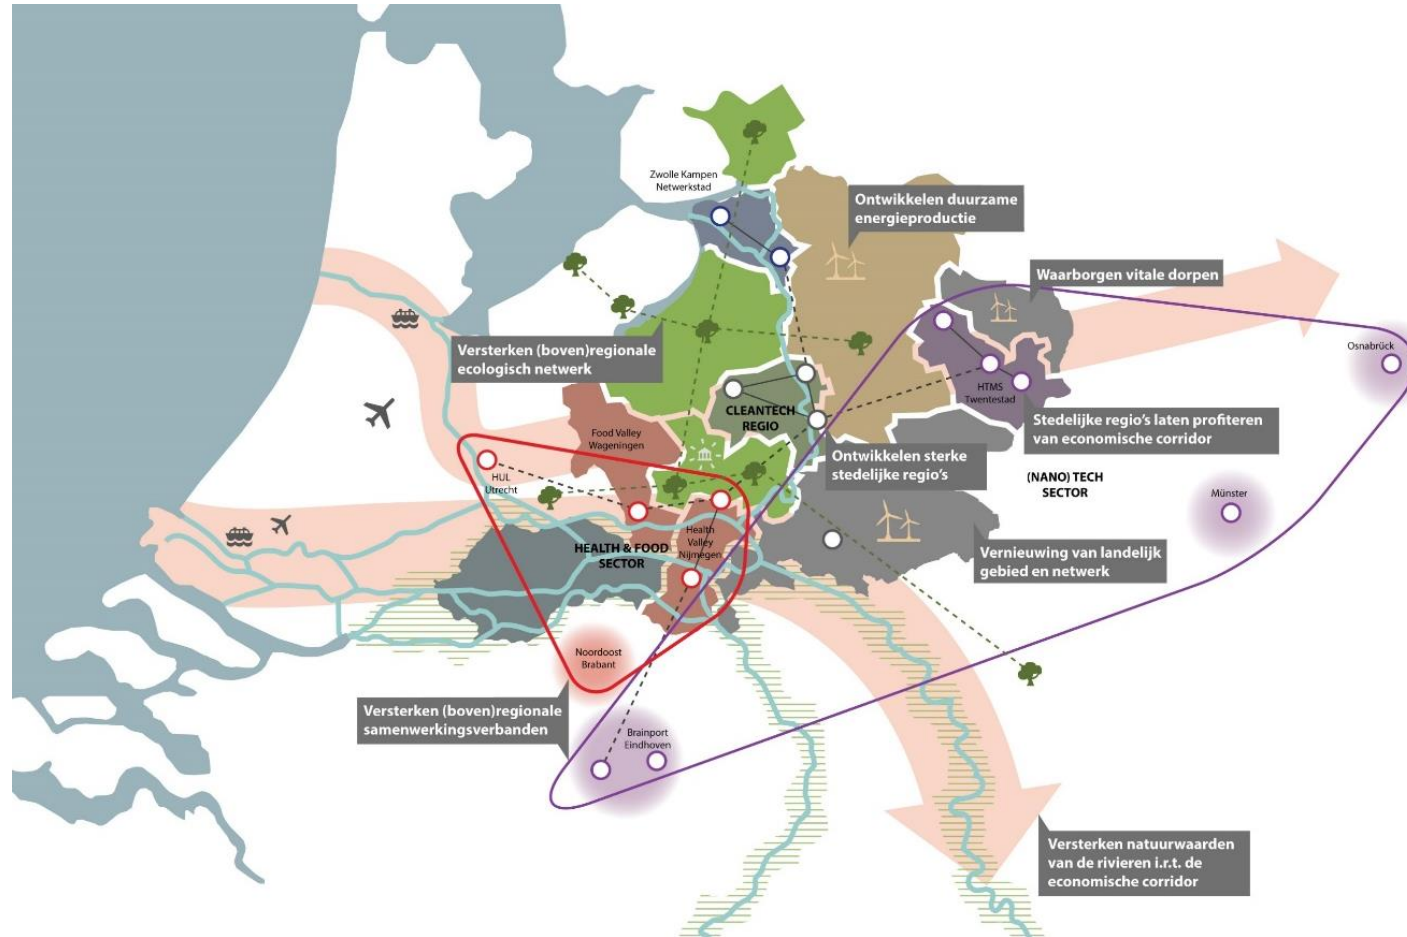 Zwolle Kampen
Netwerkstad
Ontwikkelen duurzame
energieproductie
Waarborgen vitale dorpen
Versterken (boven)regionale
ecologisch netwerk
Osnabrück
HTMS
Twentestad
CLEANTECH
REGIO
Stedelijke regio's laten profiteren
van economische corridor
Food Valley
Wageningen
Ontwikkelen sterke
stedelijke regio's
HUL
Utrecht
(NANO) TECH
SECTOR
Münster
Health
Valley
Nijmegen
HEALTH & FOOD
SECTOR
Vernieuwing van landelijk
gebied en netwerk
Noordoost
Brabant
Versterken (boven)regionale
samenwerkingsverbanden
Brainport
Eindhoven
Versterken natuurwaarden
van de rivieren i.r.t. de
economische corridor